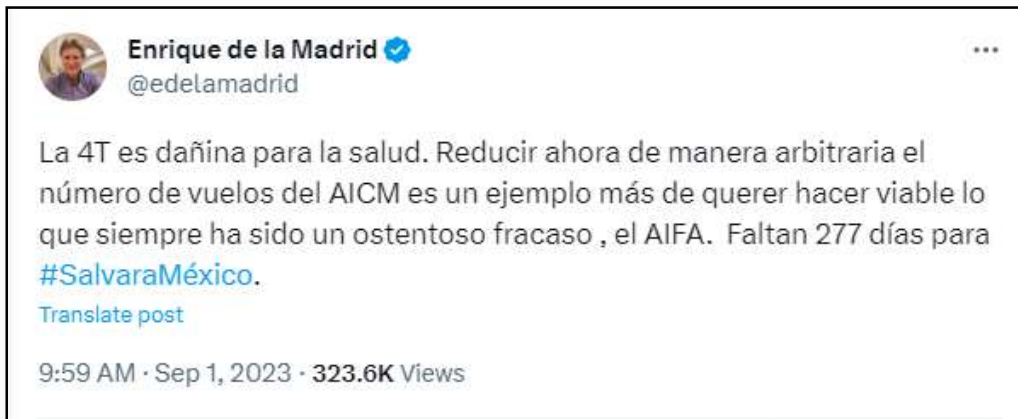 Enrique de la Madrid
@edelamadrid
La 4T es dañina para la salud. Reducir ahora de manera arbitraria el
número de vuelos del AICM es un ejemplo más de querer hacer viable lo
que siempre ha sido un ostentoso fracaso , el AIFA.  Faltan 277 días para
#SalvaraMéxico.
Translate post
9:59 AM · Sep 1, 2023 · 323.6K Views